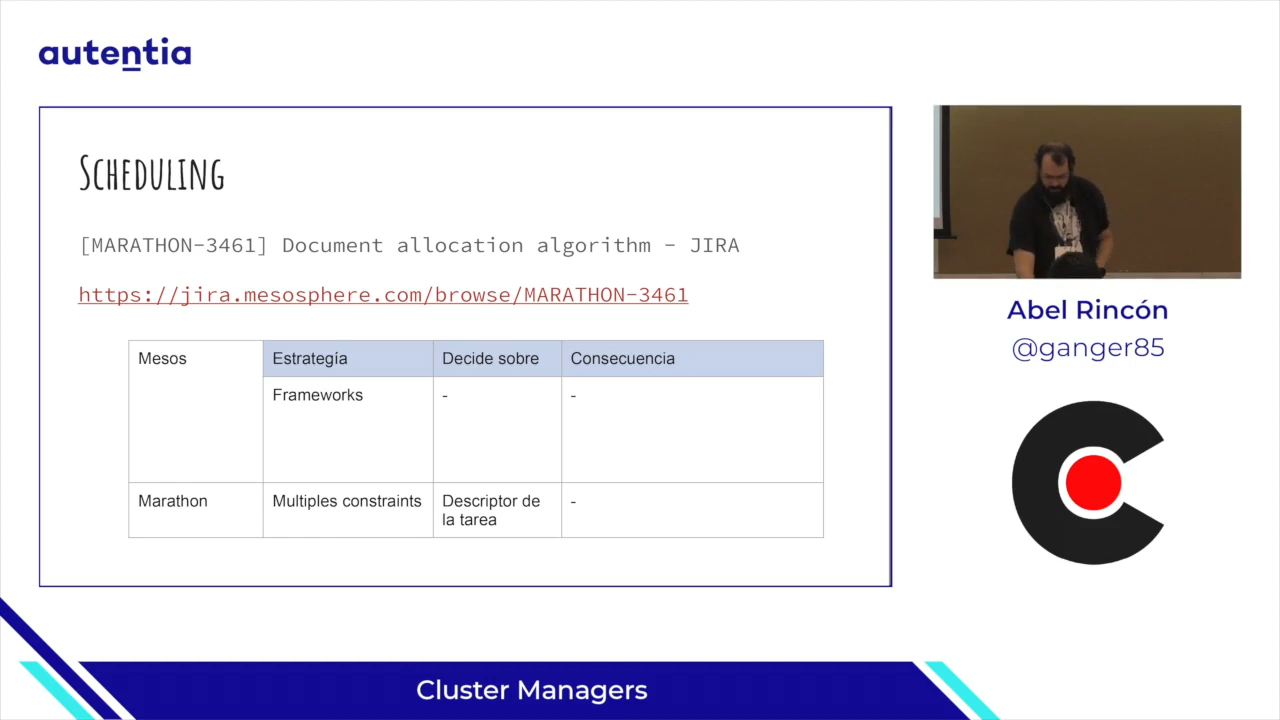 autentia
Scheduling
[MARATHON-3461] Document allocation algorithm - JIRA
https://jira.mesosphere.com/browse/MARATHON-3461
Mesos
Estrategía
Decide sobre
Consecuencia
Frameworks
-
-
Marathon
Multiples constraints
Descriptor de
la tarea
-
Abel Rincón
@ganger85
Cluster Managers